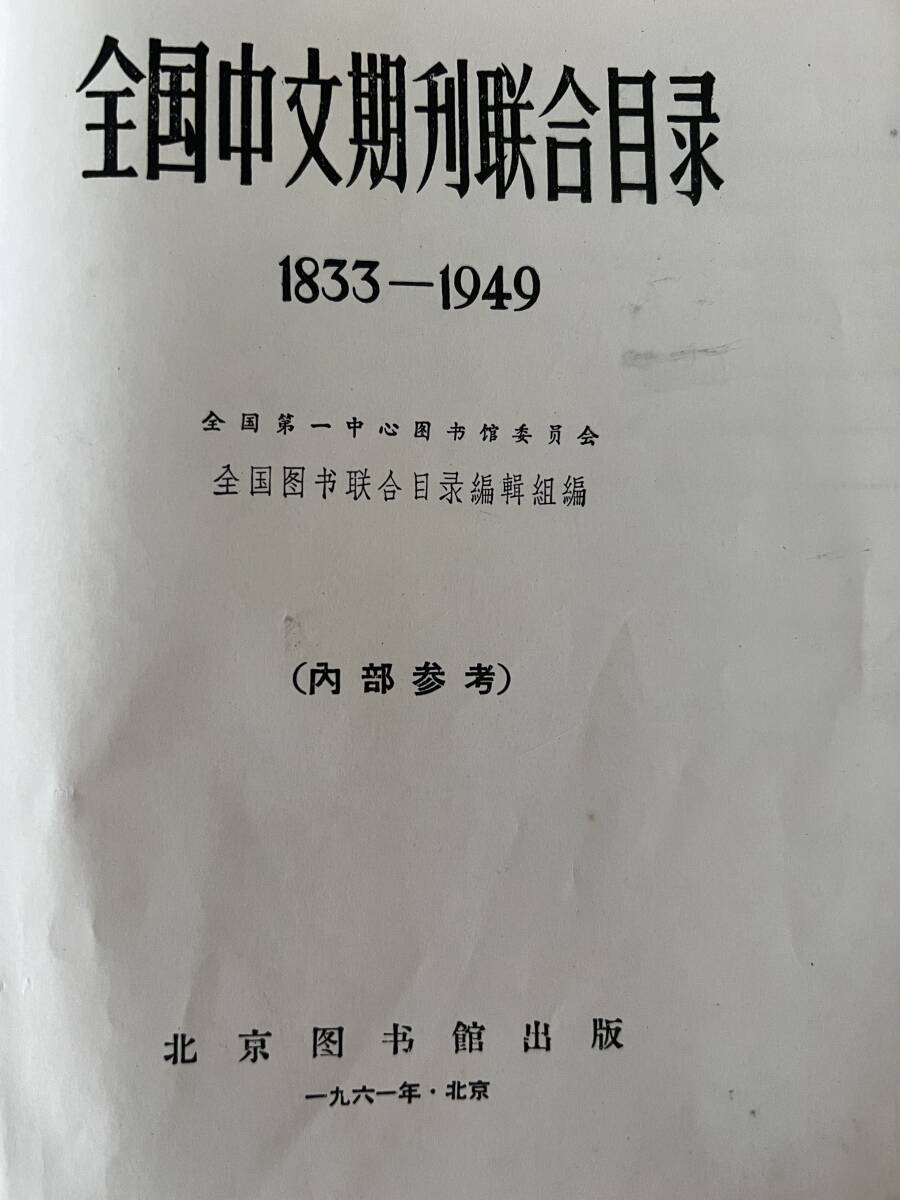 全国中文期刊联合目录
1833—1949
全国第一中心图书馆委员会
全国图书联合目录編輯組編
(內部参考)
北京图书館出版
一九六一年·北京